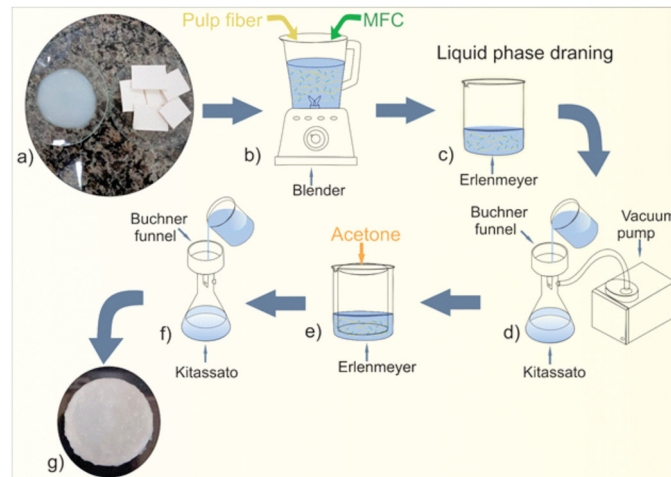 Pulp fiber
MFC
a)
b)
Blender
Liquid phase draning
c)
Erlenmeyer
Buchner
funnel
Vacuum
pump
d)
Kitassato
Acetone
e)
Erlenmeyer
Buchner
funnel
f)
Kitassato
g)